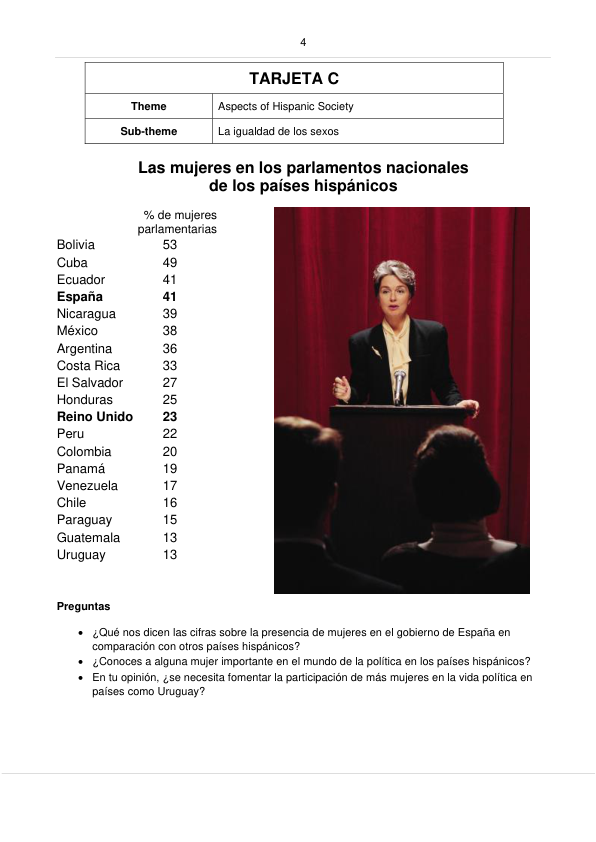 4
TARJETA C
Theme Aspects of Hispanic Society
Sub-theme La igualdad de los sexos
Las mujeres en los parlamentos nacionales
de los países hispánicos
% de mujeres
parlamentarias
Bolivia 53
Cuba 49
Ecuador 41
España 41
Nicaragua 39
México 38
Argentina 36
Costa Rica 33
El Salvador 27
Honduras 25
Reino Unido 23
Peru 22
Colombia 20
Panamá 19
Venezuela 17
Chile 16
Paraguay 15
Guatemala 13
Uruguay 13
Preguntas
• ¿Qué nos dicen las cifras sobre la presencia de mujeres en el gobierno de España en
comparación con otros países hispánicos?
• ¿Conoces a alguna mujer importante en el mundo de la política en los países hispánicos?
• En tu opinión, ¿se necesita fomentar la participación de más mujeres en la vida política en
países como Uruguay?